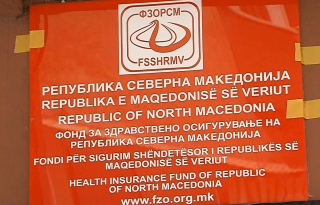 ФЗОРСМ
FSSHRMV
РЕПУБЛИКА СЕВЕРНА МАКЕДОНИЈА
REPUBLIKA E MAQEDONISË SË VERIUT
REPUBLIC OF NORTH MACEDONIA
ФОНД ЗА ЗДРАВСТВЕНО ОСИГУРУВАЊЕ НА
РЕПУБЛИКА СЕВЕРНА МАКЕДОНИЈА
FONDI PËR SIGURIM SHËNDETËSOR I REPUBLIKËS
SË MAQEDONISË SË VERIUT
HEALTH INSURANCE FUND OF REPUBLIC
OF NORTH MACEDONIA
www.fzo.org.mk